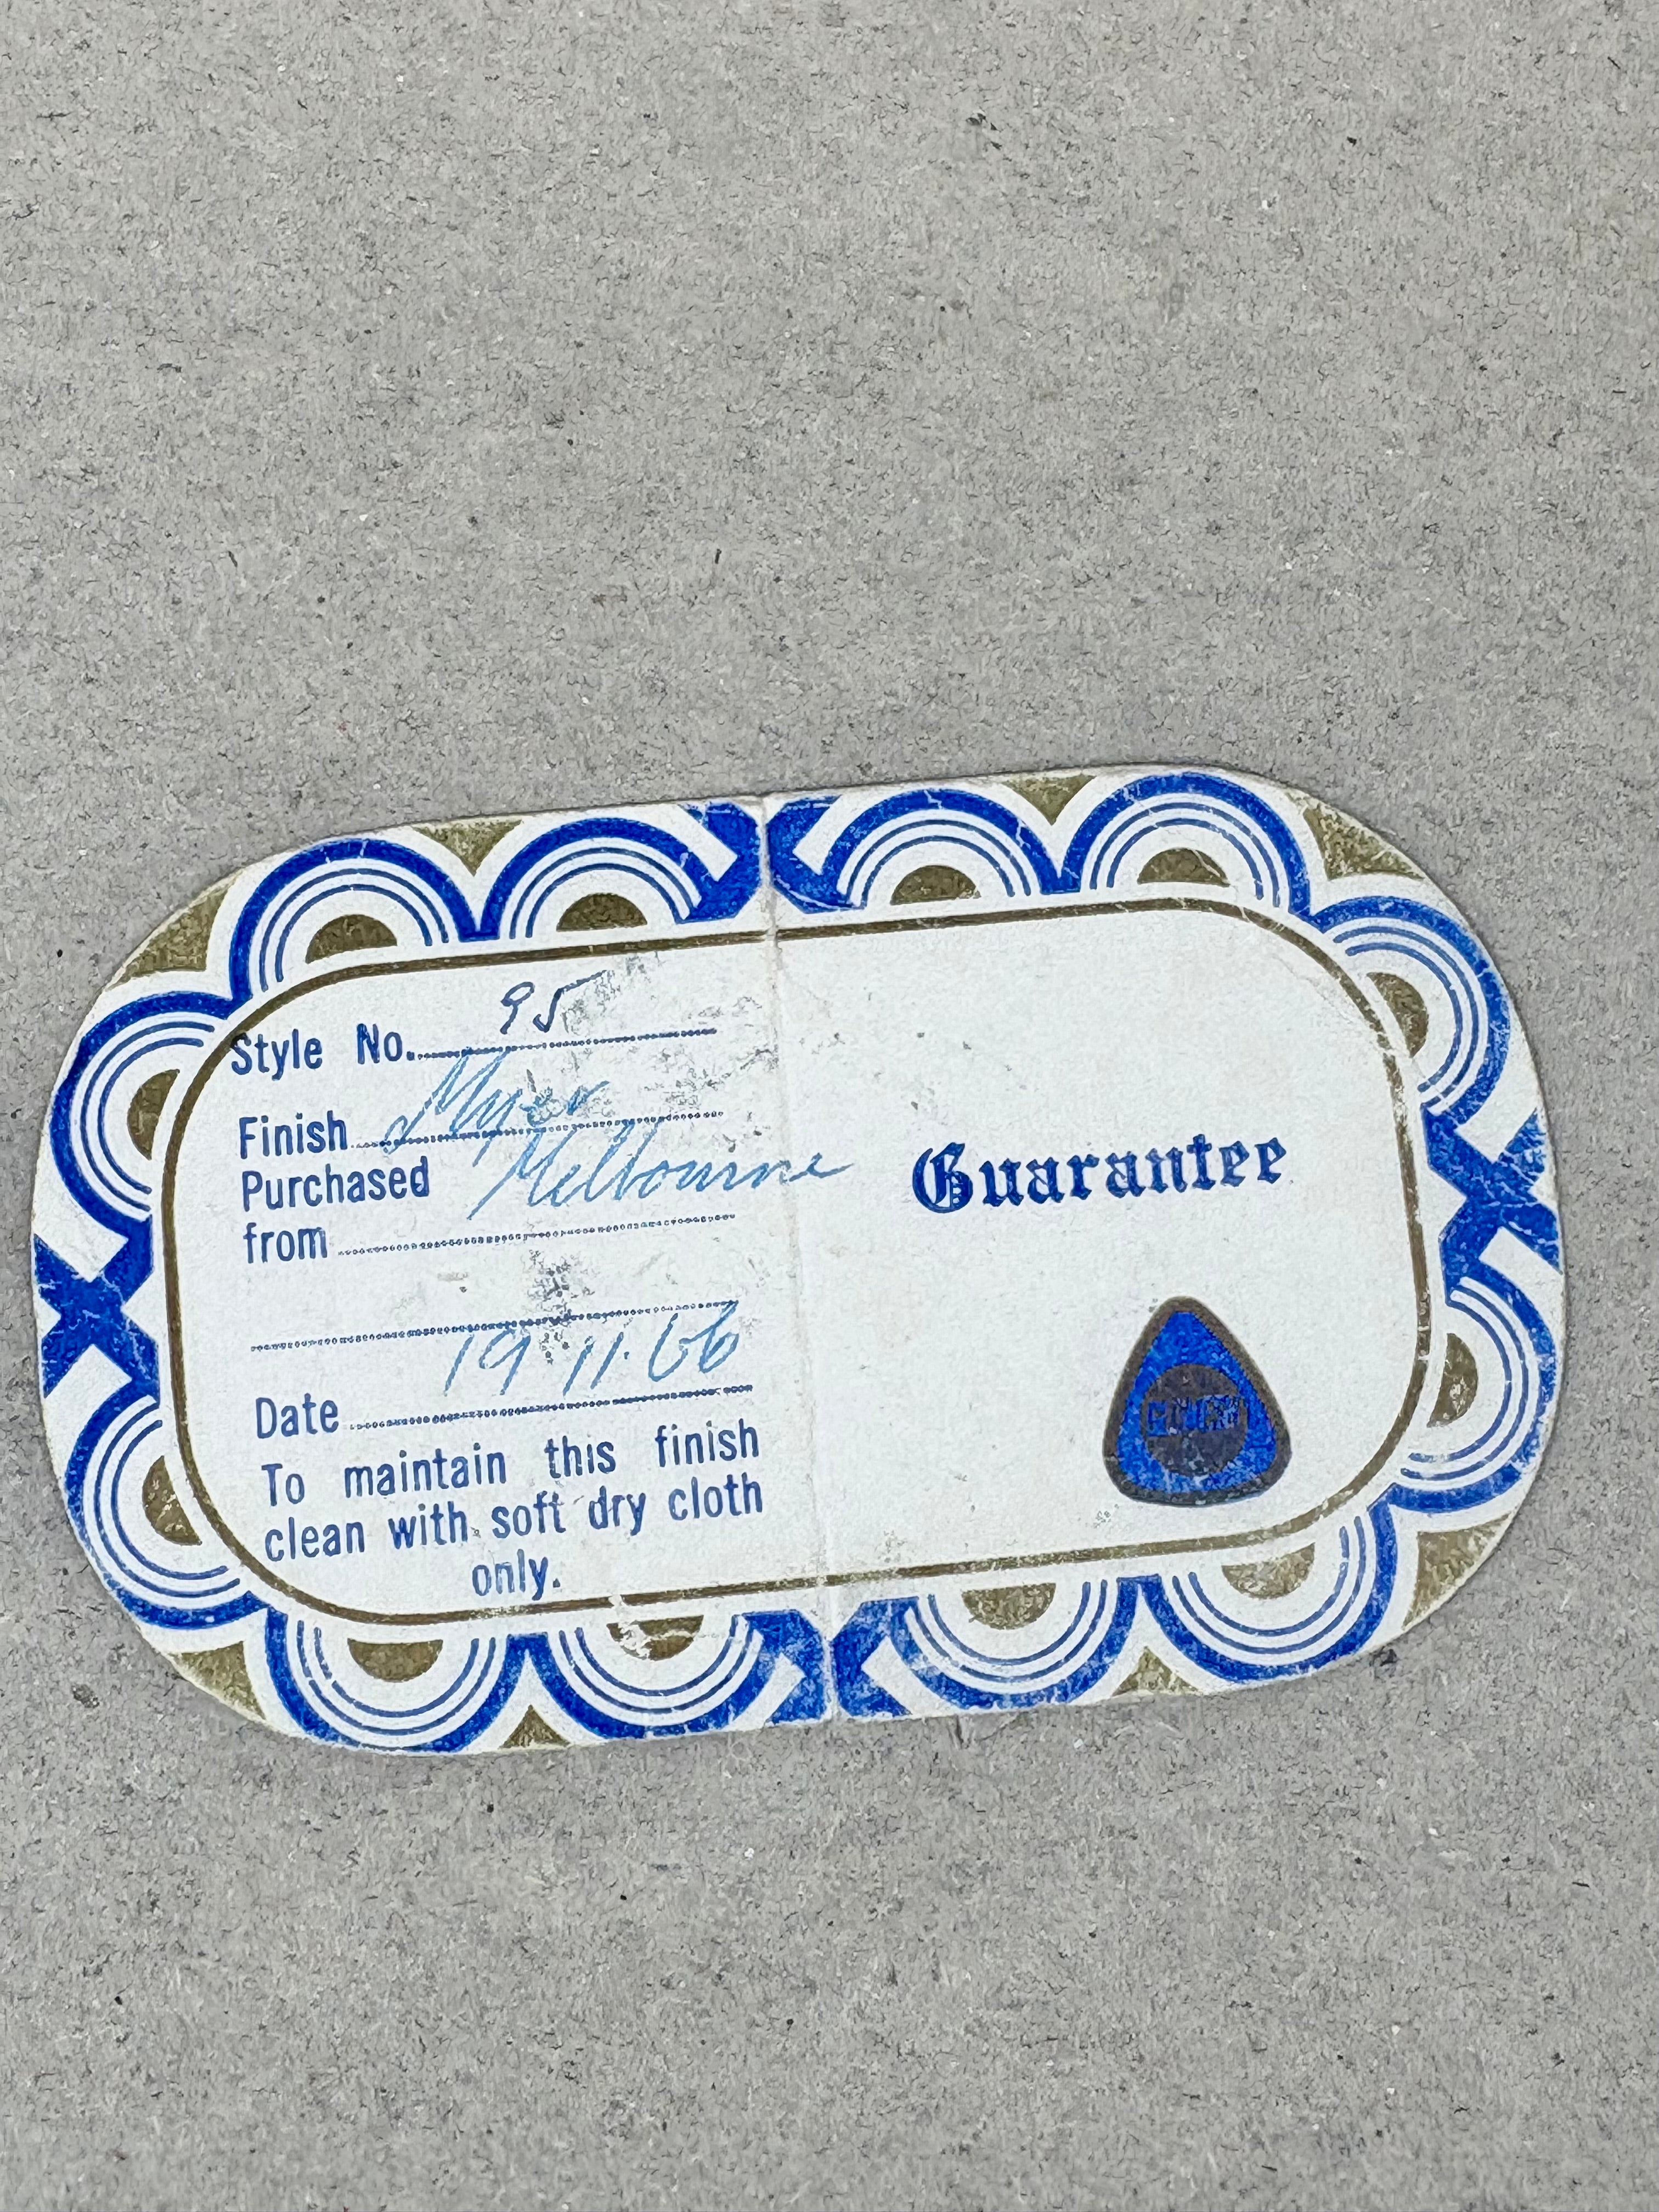 Style No. 95
Finish Myer
Purchased Melbourne
from
19·11·66
Date
To maintain this finish
clean with soft dry cloth
only.
Guarantee